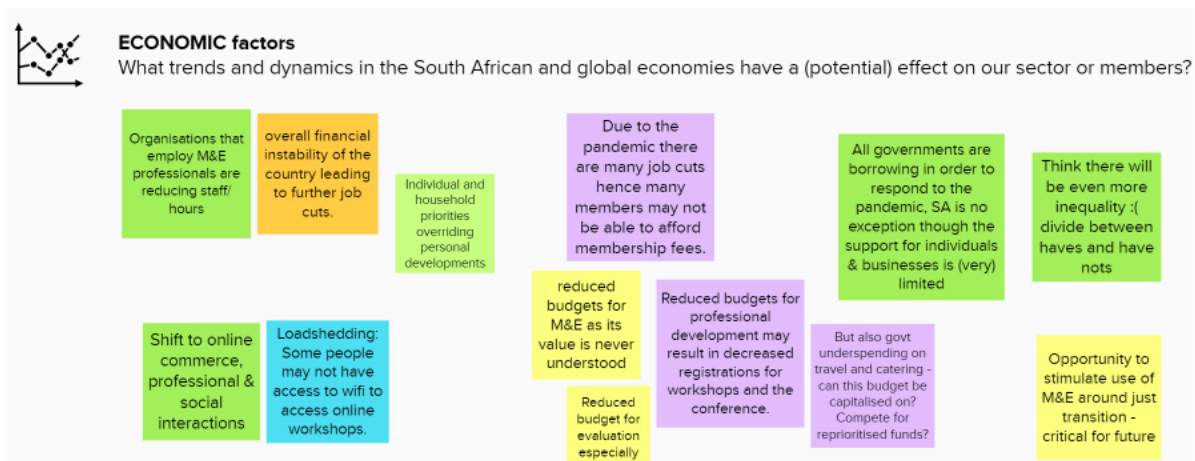 ECONOMIC factors
What trends and dynamics in the South African and global economies have a (potential) effect on our sector or members?
Organisations that
employ M&E
professionals are
reducing staff/
hours
overall financial
instability of the
country leading
to further job
cuts.
Individual and
household
priorities
overriding
personal
developments
Due to the
pandemic there
are many job cuts
hence many
members may not
be able to afford
membership fees.
All governments are
borrowing in order to
respond to the
pandemic, SA is no
exception though the
support for individuals
& businesses is (very)
limited
Think there will
be even more
inequality :(
divide between
haves and have
nots
Shift to online
commerce,
professional &
social
interactions
Loadshedding:
Some people
may not have
access to wifi to
access online
workshops.
reduced
budgets for
M&E as its
value is never
understood
Reduced budgets for
professional
development may
result in decreased
registrations for
workshops and the
conference.
But also govt
underspending on
travel and catering -
can this budget be
capitalised on?
Compete for
reprioritised funds?
Opportunity to
stimulate use of
M&E around just
transition -
critical for future
Reduced
budget for
evaluation
especially